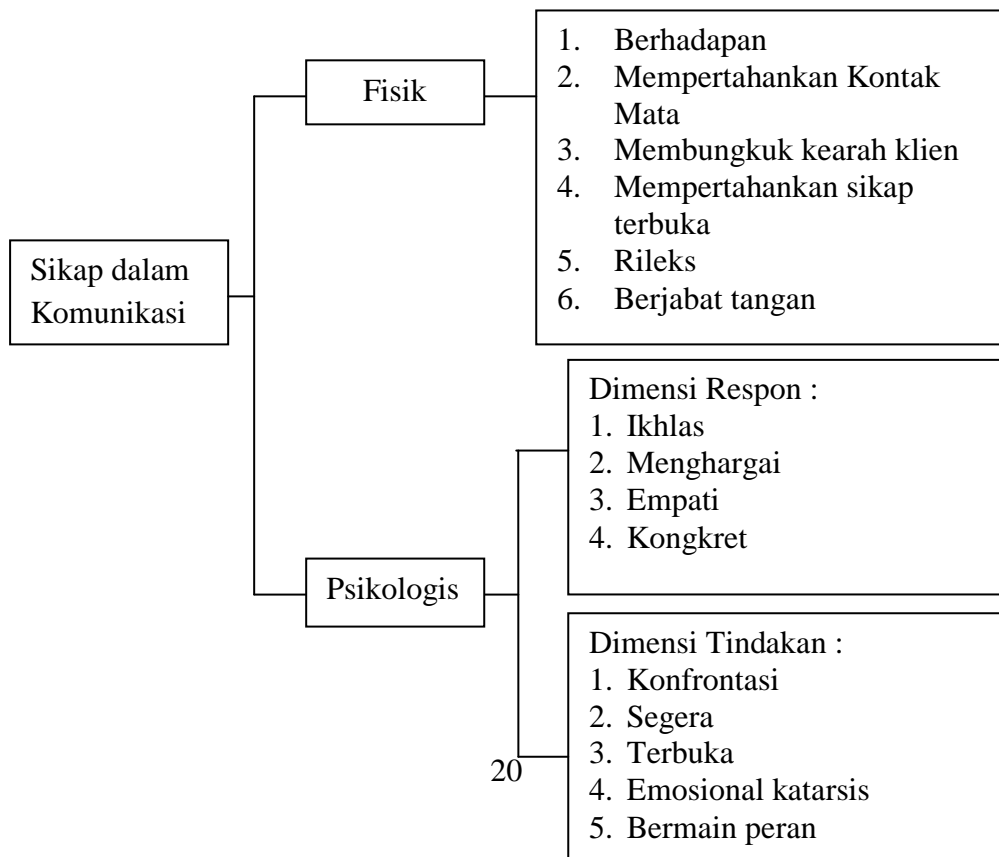 Sikap dalam
Komunikasi
Fisik
1. Berhadapan
2. Mempertahankan Kontak
Mata
3. Membungkuk kearah klien
4. Mempertahankan sikap
terbuka
5. Rileks
6. Berjabat tangan
Psikologis
Dimensi Respon :
1. Ikhlas
2. Menghargai
3. Empati
4. Kongkret
Dimensi Tindakan :
1. Konfrontasi
2. Segera
3. Terbuka
4. Emosional katarsis
5. Bermain peran
20